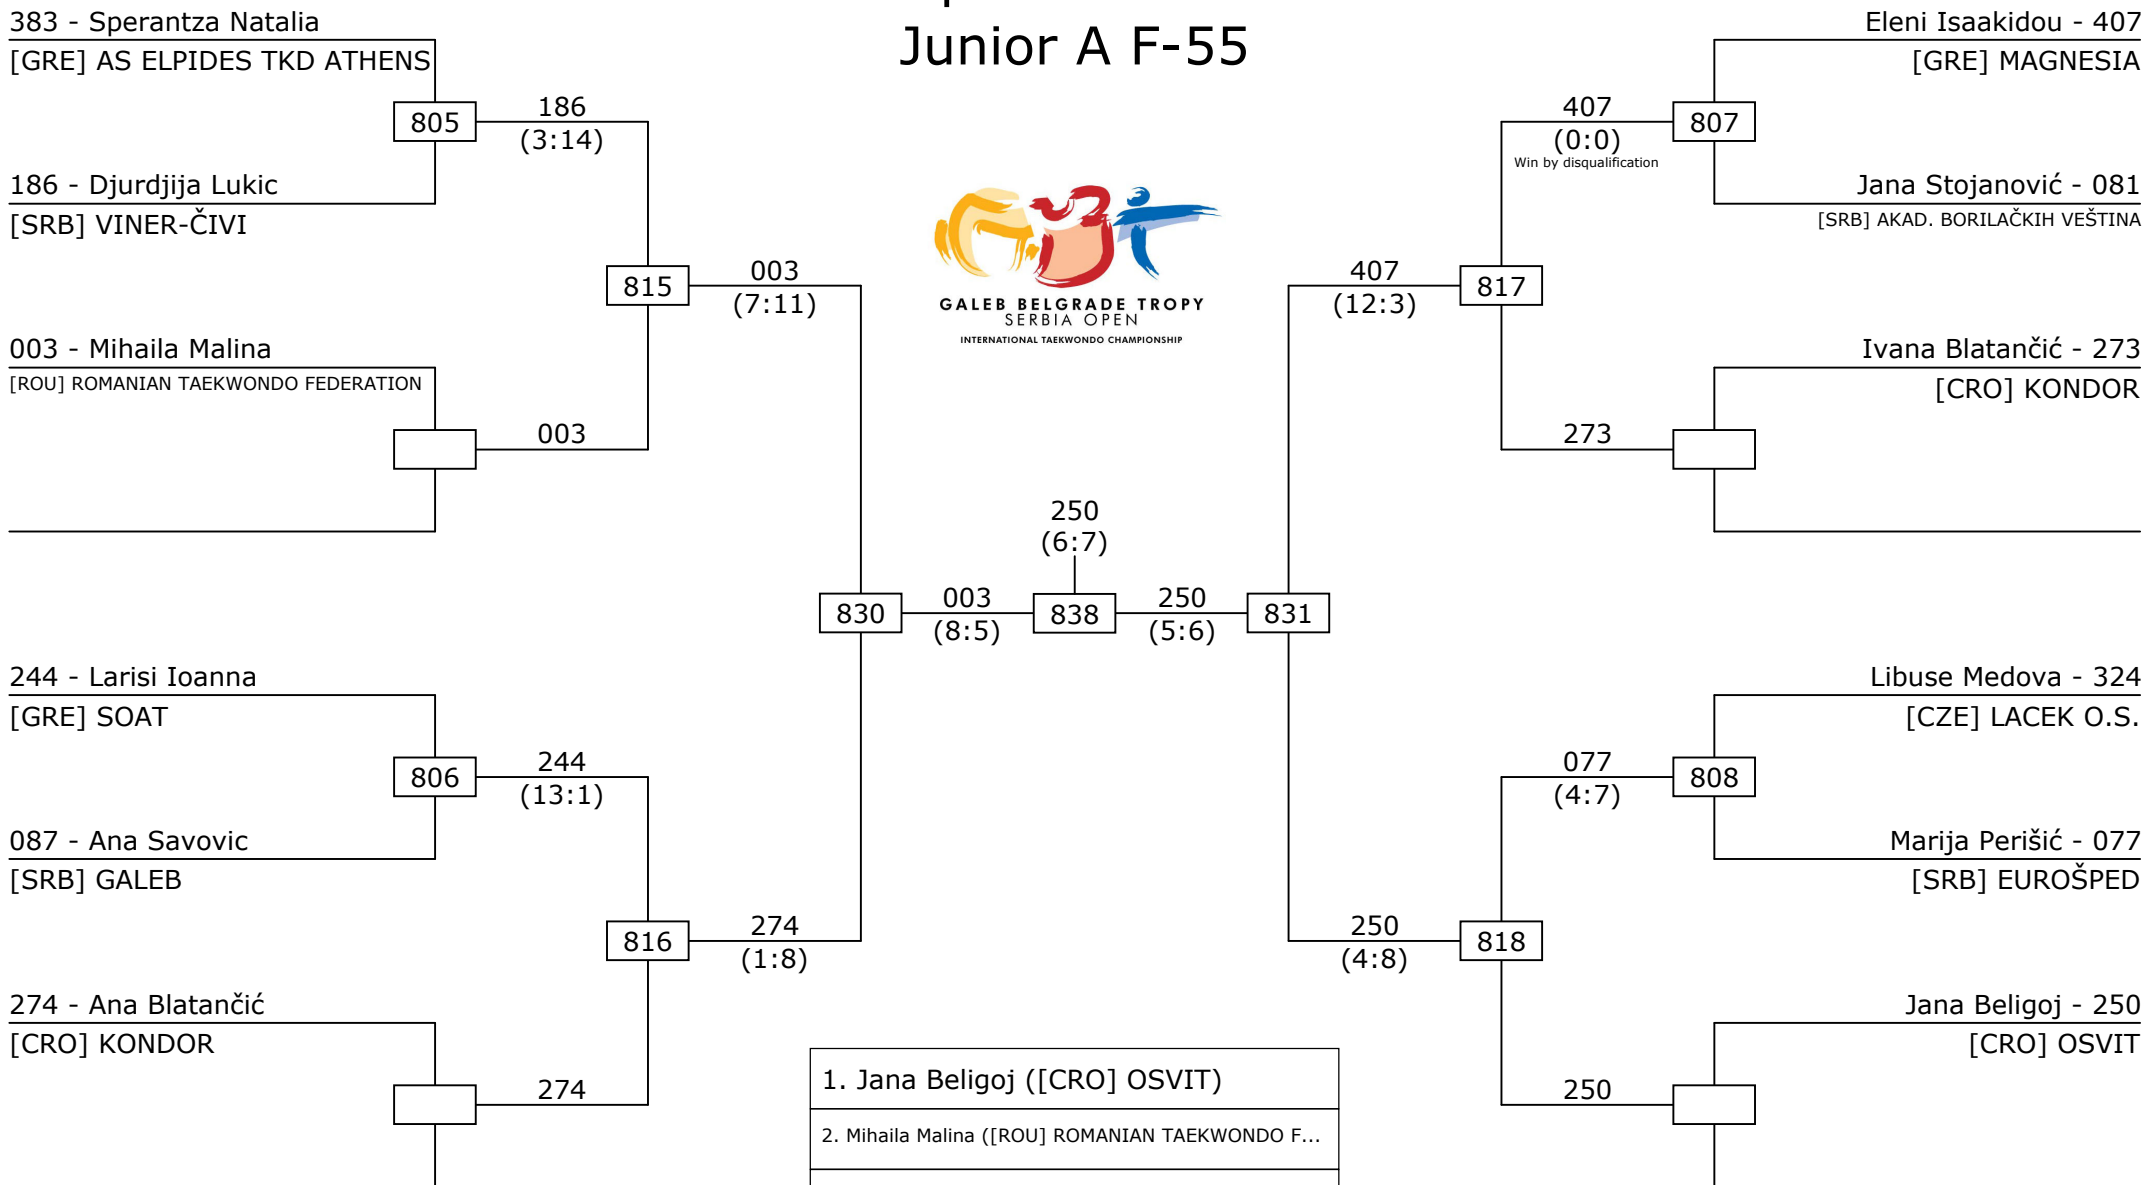 Junior A F-55
383 - Sperantza Natalia
[GRE] AS ELPIDES TKD ATHENS
805
186
(3:14)
186 - Djurdjija Lukic
[SRB] VINER-ČIVI
815
003
(7:11)
003 - Mihaila Malina
[ROU] ROMANIAN TAEKWONDO FEDERATION
003
244 - Larisi Ioanna
[GRE] SOAT
806
244
(13:1)
087 - Ana Savovic
[SRB] GALEB
816
274
(1:8)
274 - Ana Blatančić
[CRO] KONDOR
274
GALEB BELGRADE TROPY
SERBIA OPEN
INTERNATIONAL TAEKWONDO CHAMPIONSHIP
250
(6:7)
830
003
(8:5)
838
250
(5:6)
831
Eleni Isaakidou - 407
[GRE] MAGNESIA
407
(0:0)
Win by disqualification
807
Jana Stojanović - 081
[SRB] AKAD. BORILAČKIH VEŠTINA
407
(12:3)
817
Ivana Blatančić - 273
[CRO] KONDOR
273
Libuse Medova - 324
[CZE] LACEK O.S.
077
(4:7)
808
Marija Perišić - 077
[SRB] EUROŠPED
250
(4:8)
818
Jana Beligoj - 250
[CRO] OSVIT
250
1. Jana Beligoj ([CRO] OSVIT)
2. Mihaila Malina ([ROU] ROMANIAN TAEKWONDO F...